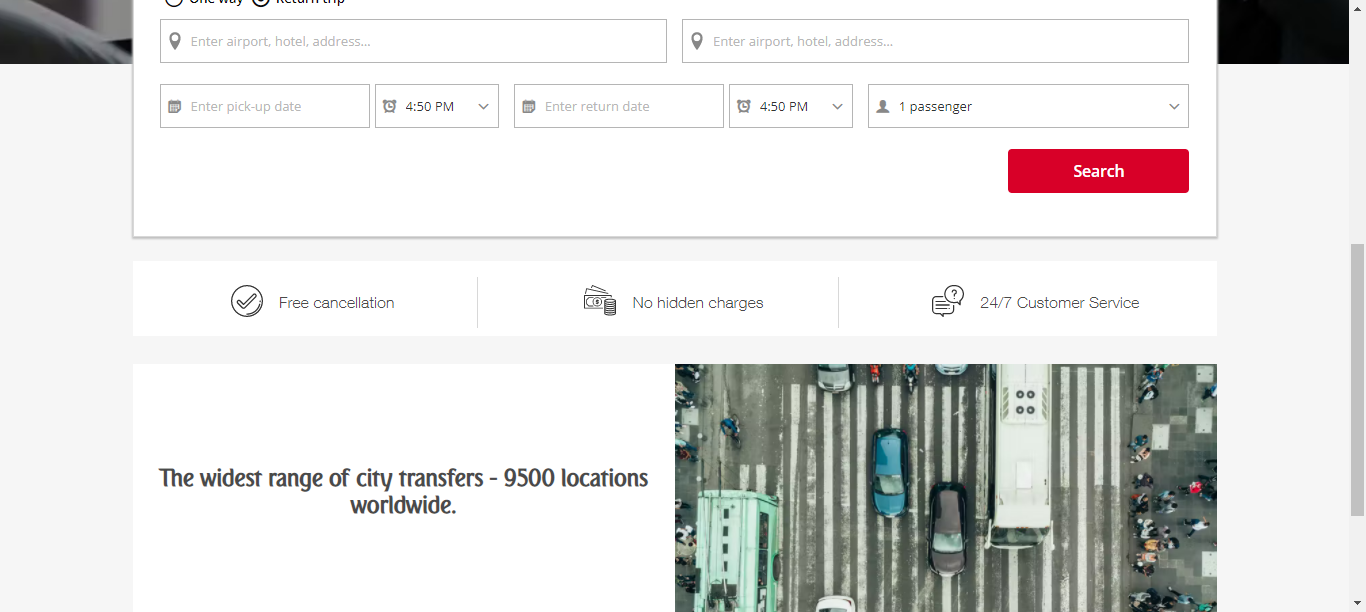 One way Return trip
Enter airport, hotel, address... Enter airport, hotel, address...
Enter pick-up date 4:50 PM Enter return date 4:50 PM 1 passenger
Search
Free cancellation No hidden charges 24/7 Customer Service
The widest range of city transfers - 9500 locations
worldwide.